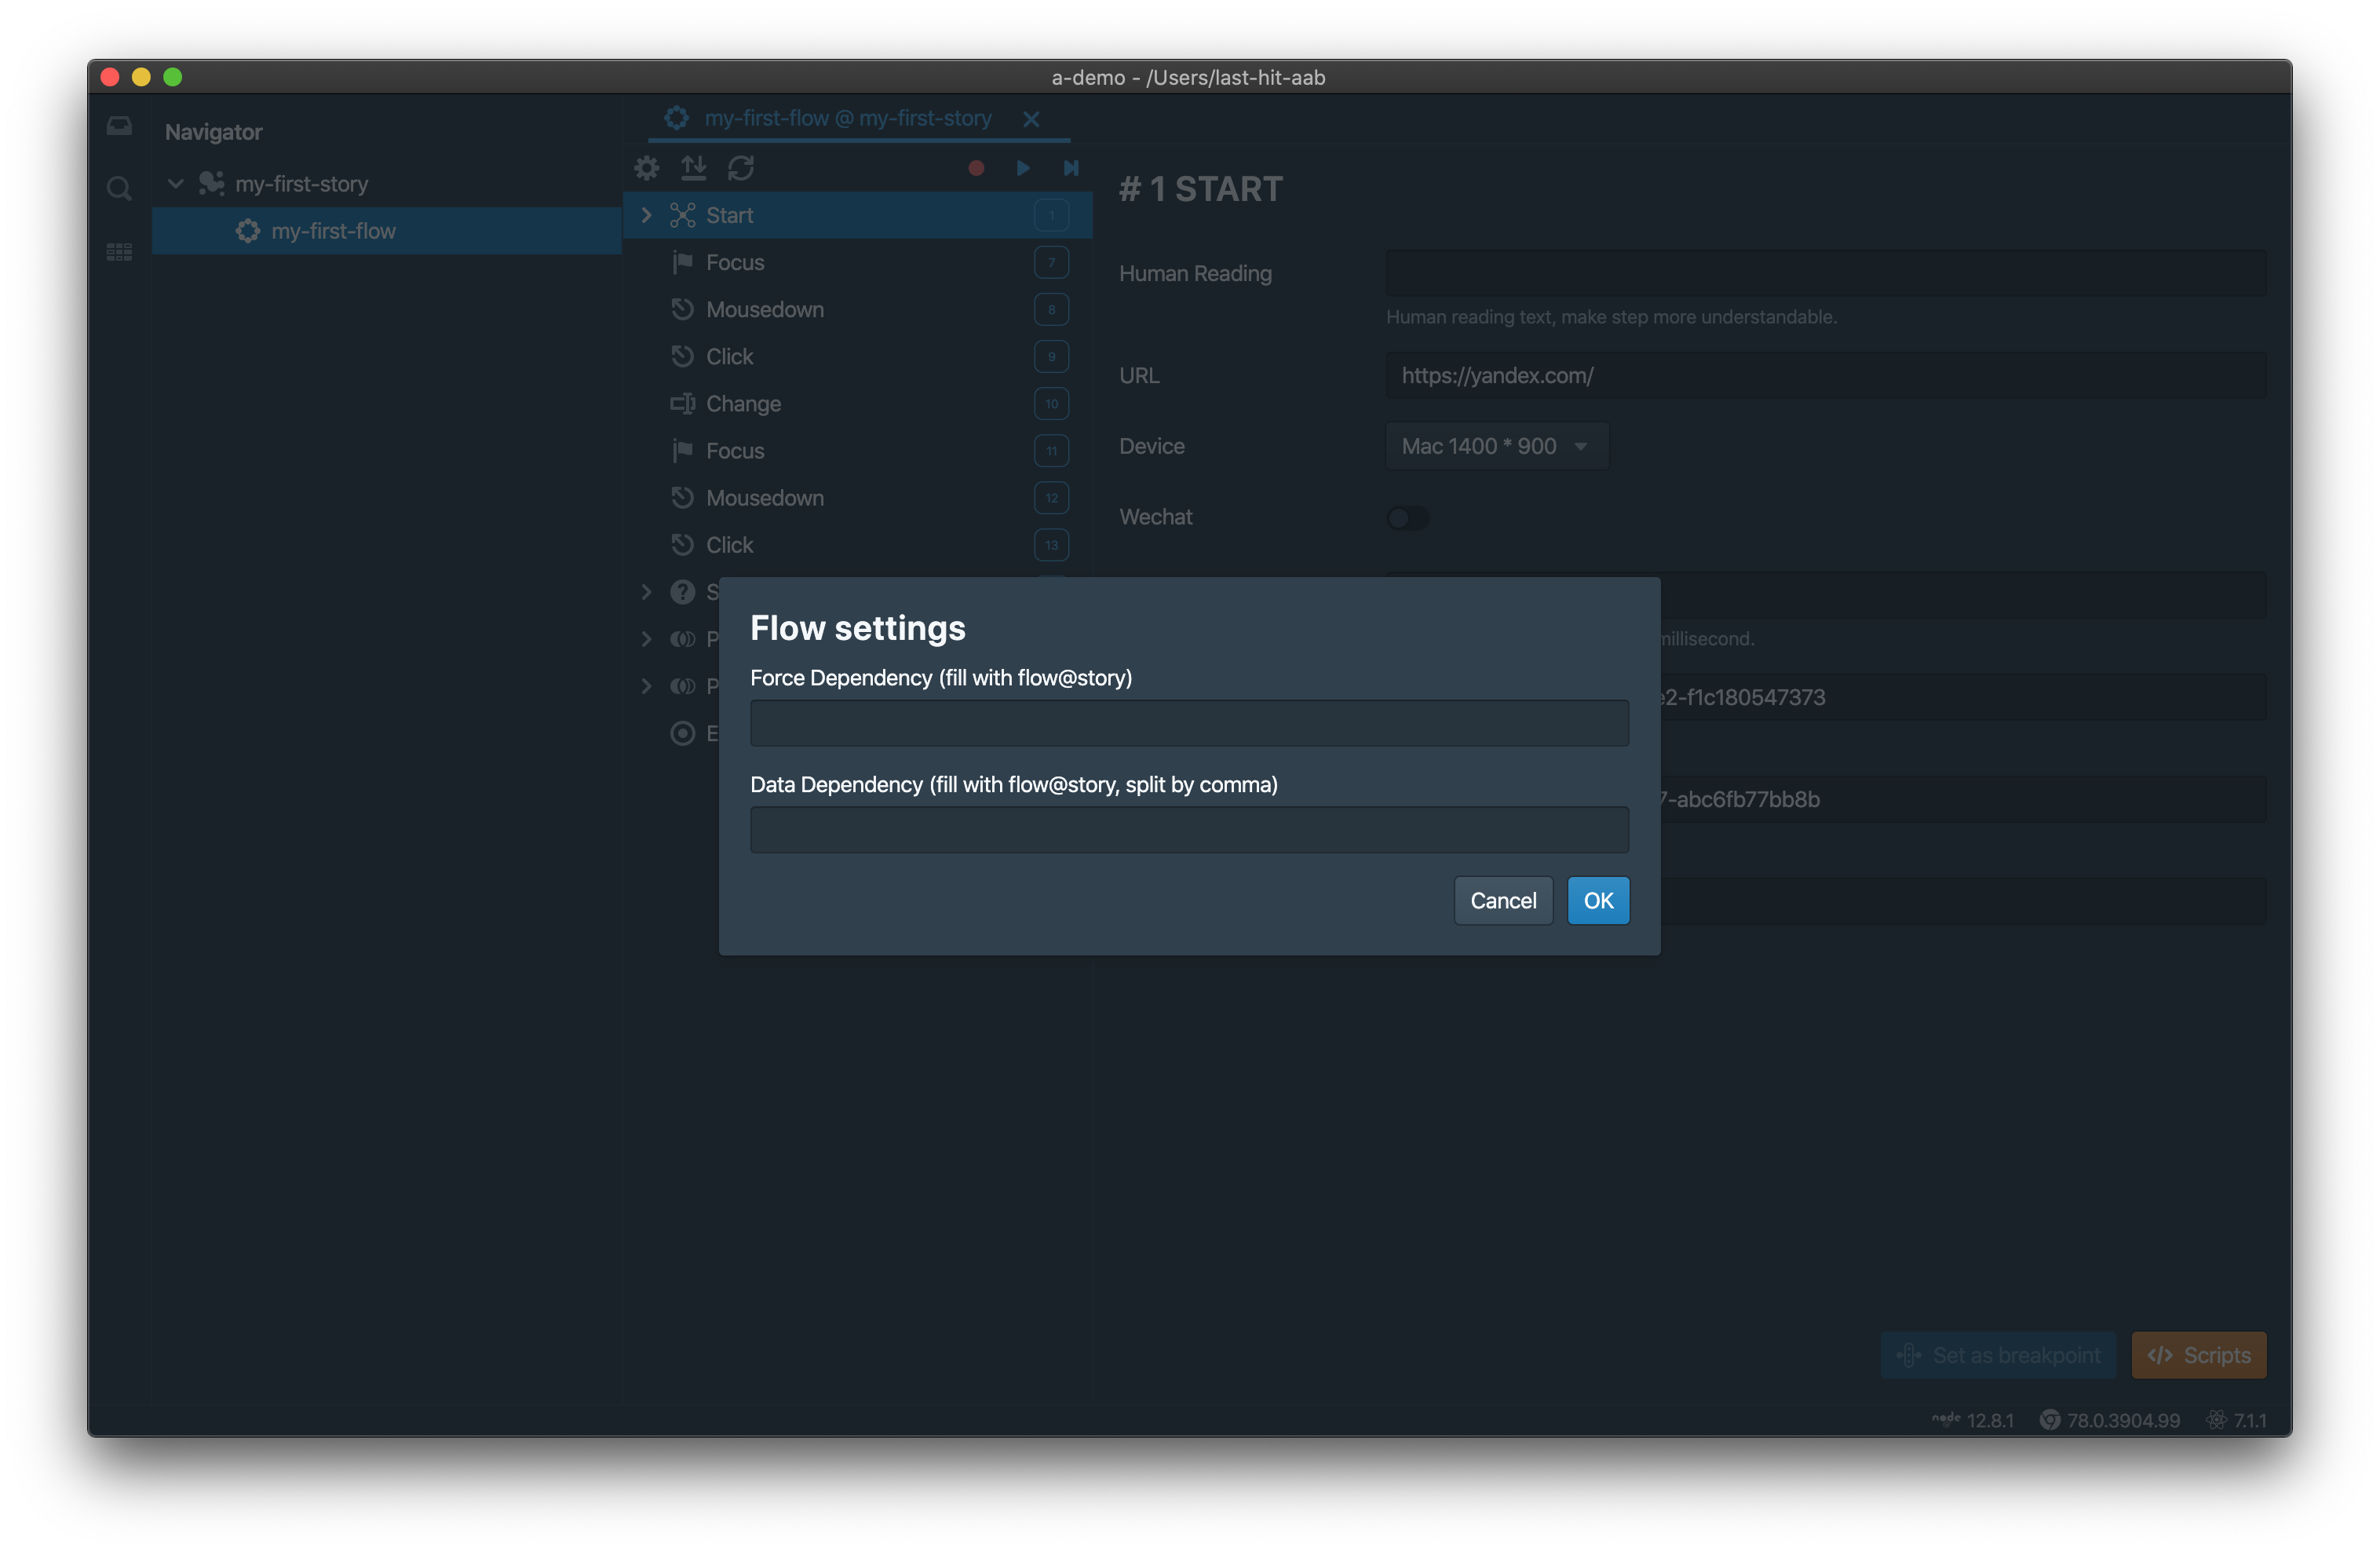 a-demo - /Users/last-hit-aab
Navigator
my-first-story
my-first-flow
my-first-flow @ my-first-story
Start 1
Focus 7
Mousedown 8
Click 9
Change 10
Focus 11
Mousedown 12
Click 13
S
P
P
E
# 1 START
Human Reading
Human reading text, make step more understandable.
URL https://yandex.com/
Device Mac 1400 * 900
Wechat
millisecond.
e2-f1c180547373
7-abc6fb77bb8b
Flow settings
Force Dependency (fill with flow@story)
Data Dependency (fill with flow@story, split by comma)
Cancel OK
Set as breakpoint </> Scripts
node 12.8.1 78.0.3904.99 7.1.1